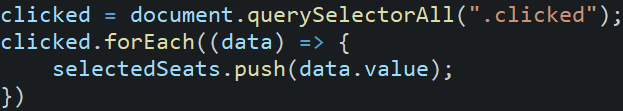 clicked = document.querySelectorAll(".clicked");
clicked.forEach((data) => {
    selectedSeats.push(data.value);
})